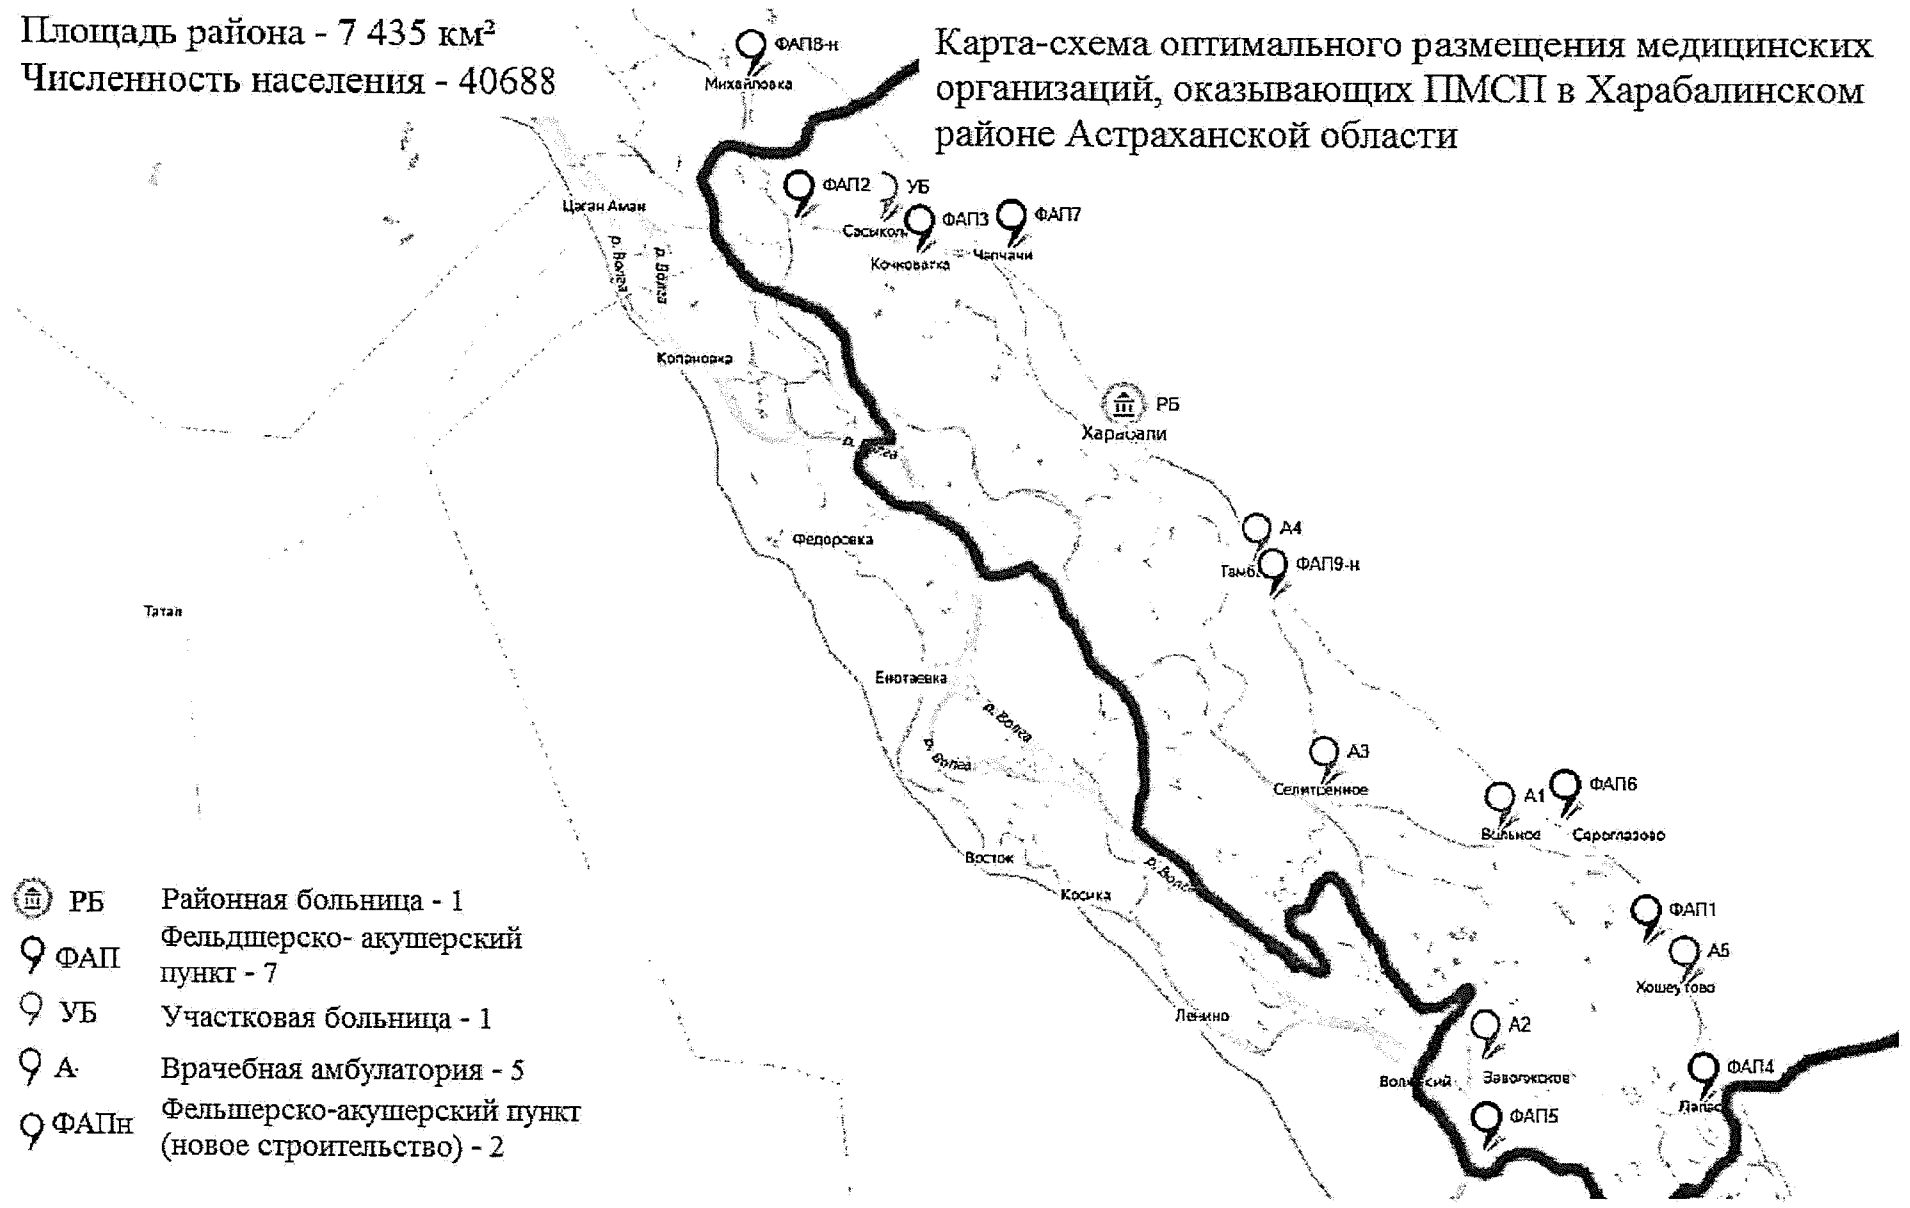 Площадь района - 7 435 км²
Численность населения - 40688
Карта-схема оптимального размещения медицинских
организаций, оказывающих ПМСП в Харабалинском
районе Астраханской области
ФАП8-н
Михайловка
ФАП2
УБ
Цаган Аман
Сасыколи
ФАП3
ФАП7
Кочковатка
Чапчачи
р. Волга
р. Волга
Копановка
РБ
Харабали
р. Волга
А4
Федоровка
ФАП9-н
Тамб
Татал
Енотаевка
р. Волга
р. Волга
А3
Селитренное
А1
ФАП6
Вольное
Сероглазово
Восток
р. Волга
Косика
ФАП1
А5
Хошеутово
Ленино
А2
Волжский
Заволжское
ФАП4
Лапас
ФАП5
РБ Районная больница - 1
ФАП Фельдшерско- акушерский
пункт - 7
УБ Участковая больница - 1
А. Врачебная амбулатория - 5
ФАПн Фельшерско-акушерский пункт
(новое строительство) - 2